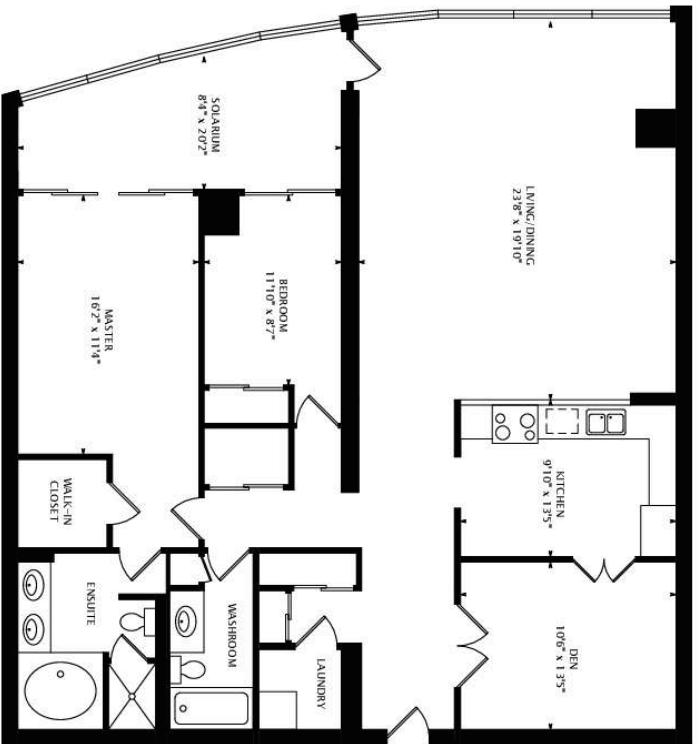 SOLARIUM
8'4" x 20'2"
LIVING/DINING
23'8" x 19'10"
BEDROOM
11'10" x 8'7"
MASTER
16'2" x 11'4"
KITCHEN
9'10" x 13'5"
WALK-IN
CLOSET
ENSUITE
WASHROOM
LAUNDRY
DEN
10'6" x 13'5"